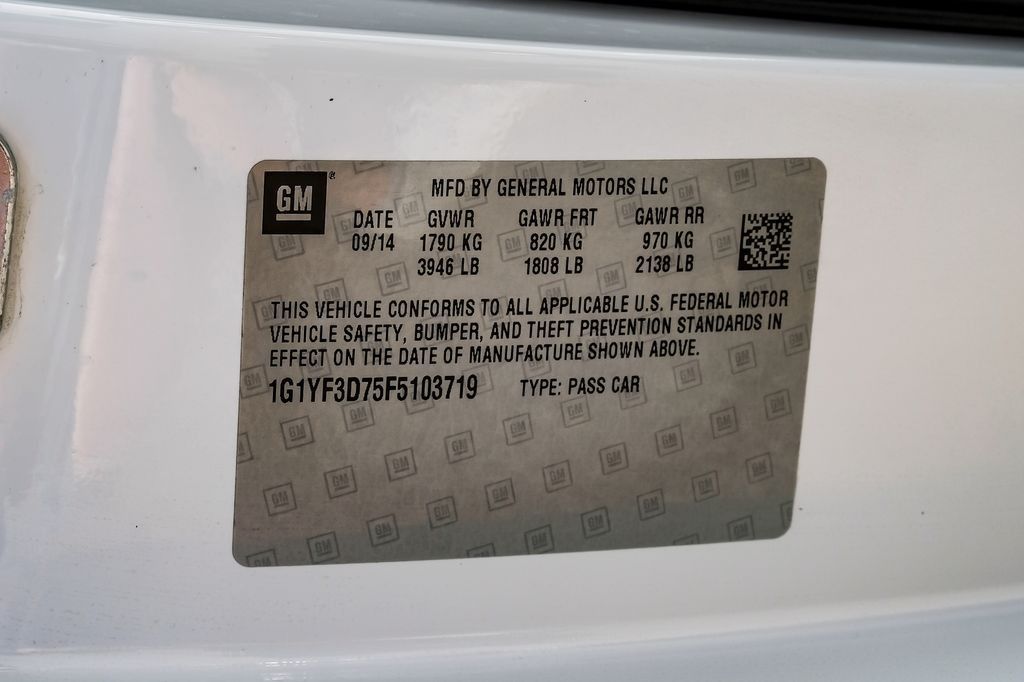 GM ® MFD BY GENERAL MOTORS LLC
DATE GVWR GAWR FRT GAWR RR
09/14 1790 KG 820 KG 970 KG
3946 LB 1808 LB 2138 LB
THIS VEHICLE CONFORMS TO ALL APPLICABLE U.S. FEDERAL MOTOR
VEHICLE SAFETY, BUMPER, AND THEFT PREVENTION STANDARDS IN
EFFECT ON THE DATE OF MANUFACTURE SHOWN ABOVE.
1G1YF3D75F5103719 TYPE: PASS CAR